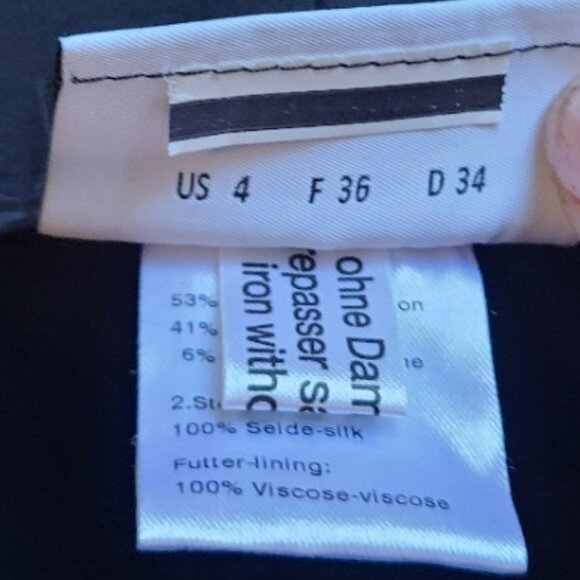 US 4 F 36 D 34
ohne Dam
repasser sa
iron witho
53% on
41%
6% ne
2.St
100% Seide-silk
Futter-lining:
100% Viscose-viscose